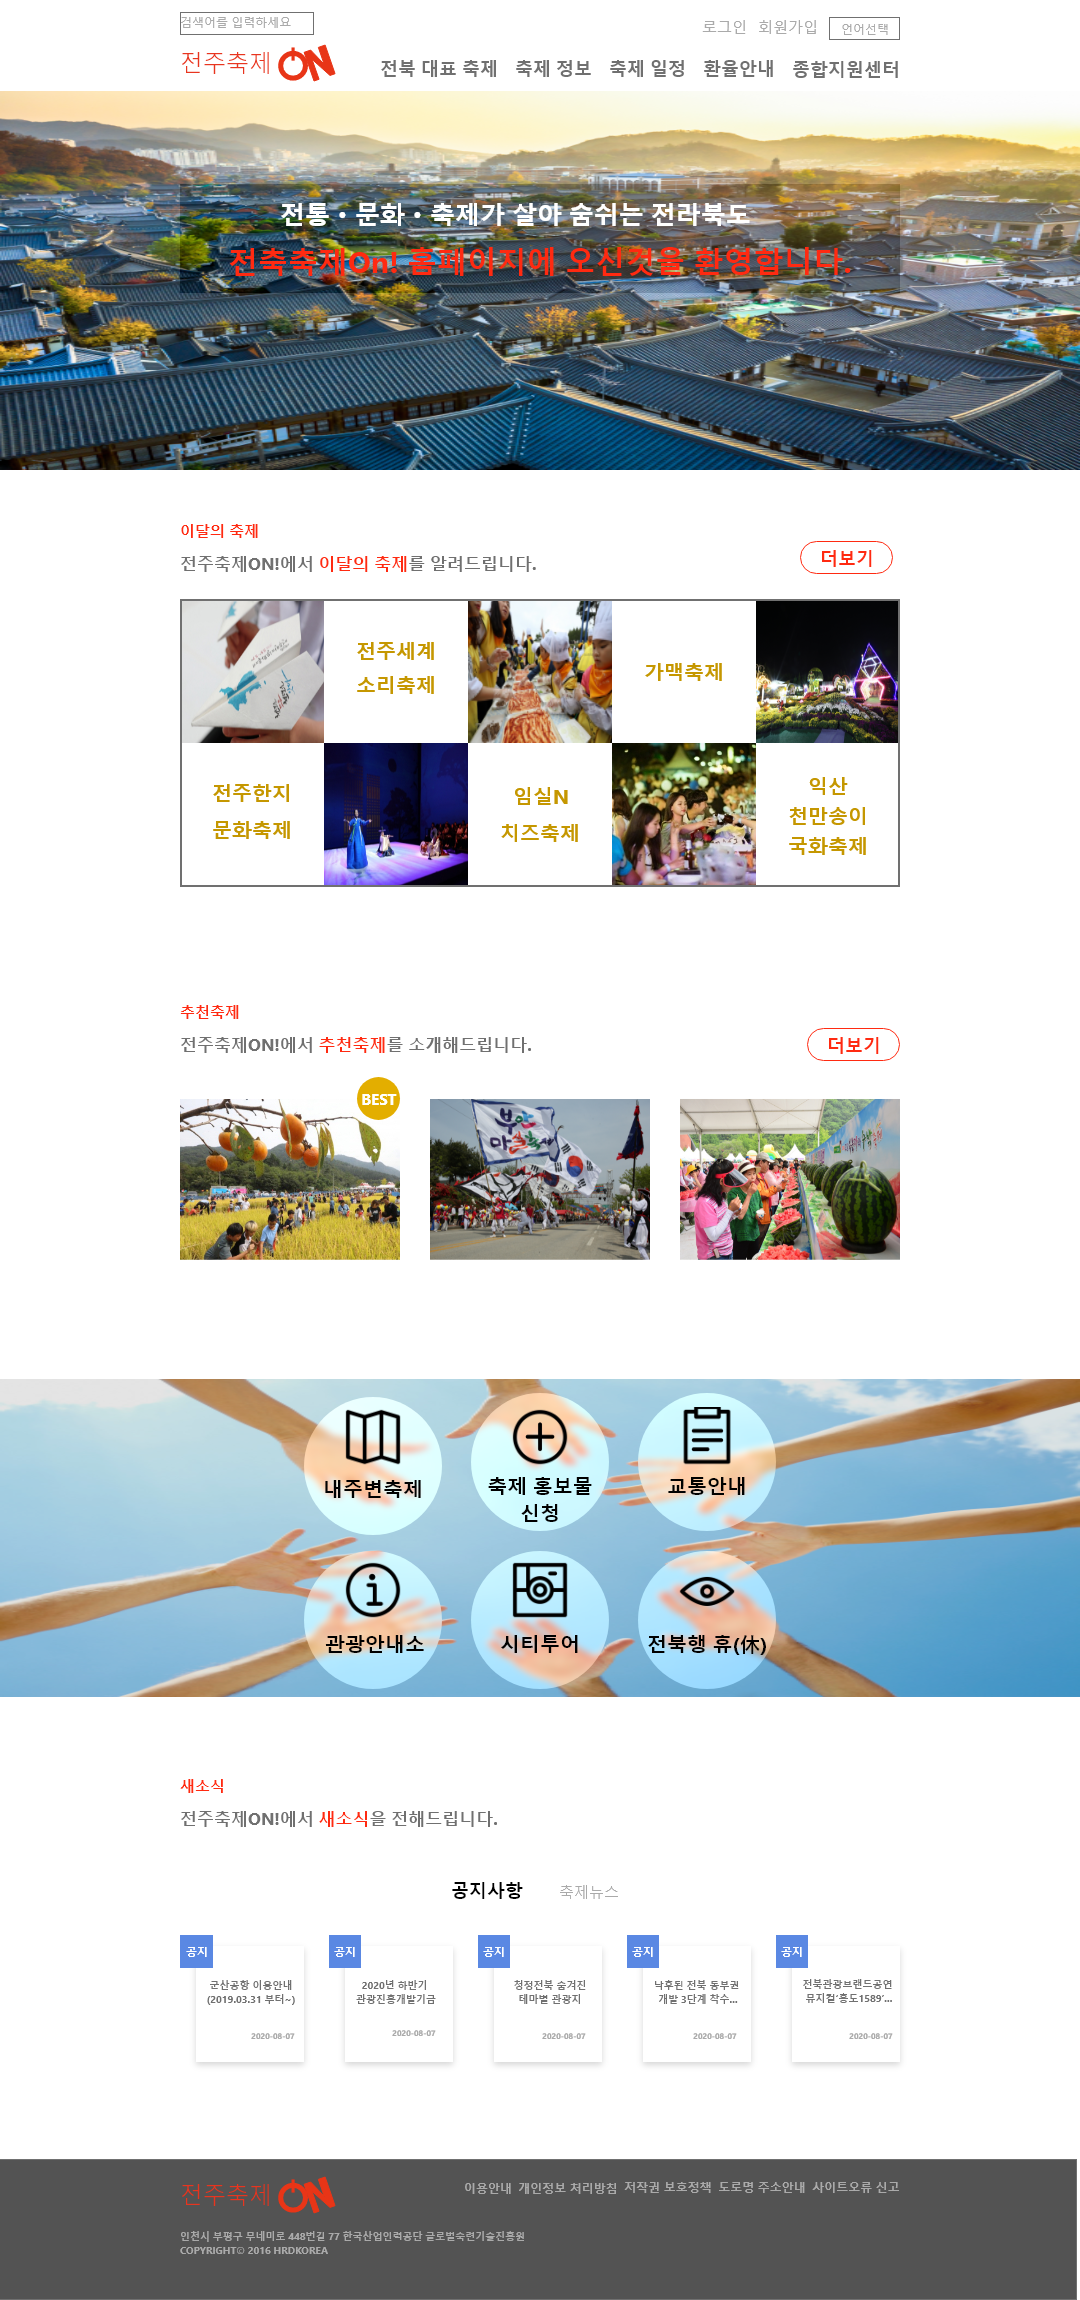 검색어를 입력하세요
로그인 회원가입 언어선택
전주축제 ON
전북 대표 축제 축제 정보 축제 일정 환율안내 종합지원센터
전통 · 문화 · 축제가 살아 숨쉬는 전라북도
전축축제On! 홈페이지에 오신것을 환영합니다.
이달의 축제
전주축제ON!에서 이달의 축제를 알려드립니다.
더보기
전주세계
소리축제
가맥축제
전주한지
문화축제
임실N
치즈축제
익산
천만송이
국화축제
추천축제
전주축제ON!에서 추천축제를 소개해드립니다.
더보기
BEST
부안
마실축제
내주변축제
축제 홍보물
신청
교통안내
관광안내소
시티투어
전북행 휴(休)
새소식
전주축제ON!에서 새소식을 전해드립니다.
공지사항 축제뉴스
공지
군산공항 이용안내
(2019.03.31 부터~)
2020-08-07
공지
2020년 하반기
관광진흥개발기금
2020-08-07
공지
청정전북 숨겨진
테마별 관광지
2020-08-07
공지
낙후된 전북 동부권
개발 3단계 착수...
2020-08-07
공지
전북관광브랜드공연
뮤지컬'홍도1589'...
2020-08-07
전주축제 ON
이용안내 개인정보 처리방침 저작권 보호정책 도로명 주소안내 사이트오류 신고
인천시 부평구 무네미로 448번길 77 한국산업인력공단 글로벌숙련기술진흥원
COPYRIGHT© 2016 HRDKOREA